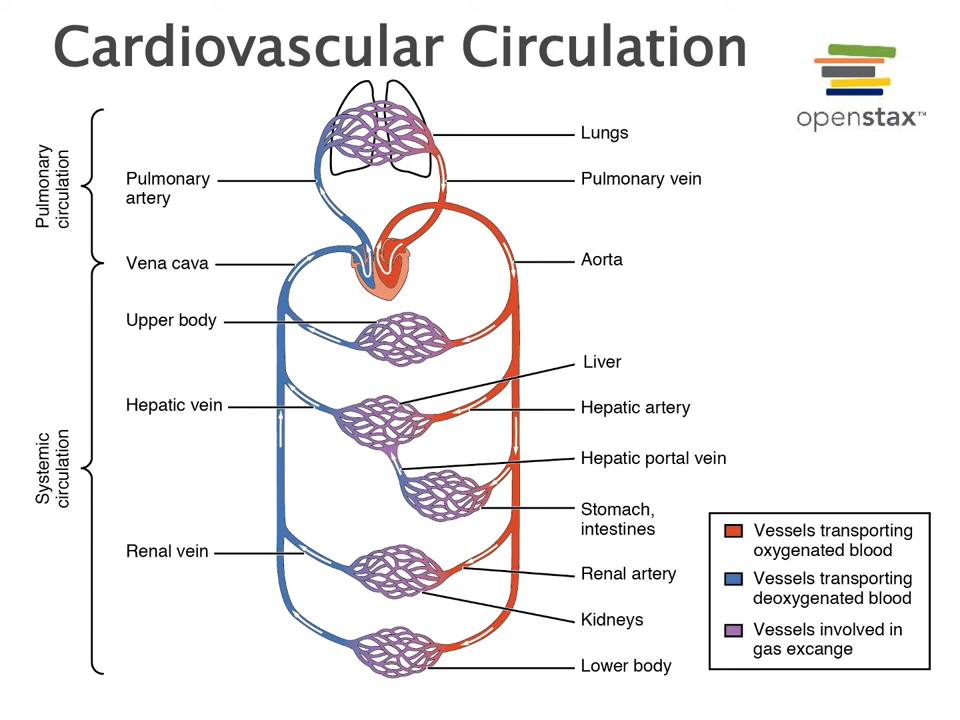 Cardiovascular Circulation
openstax™
Pulmonary
circulation
Systemic
circulation
Pulmonary
artery
Vena cava
Upper body
Hepatic vein
Renal vein
Lungs
Pulmonary vein
Aorta
Liver
Hepatic artery
Hepatic portal vein
Stomach,
intestines
Renal artery
Kidneys
Lower body
Vessels transporting
oxygenated blood
Vessels transporting
deoxygenated blood
Vessels involved in
gas excange